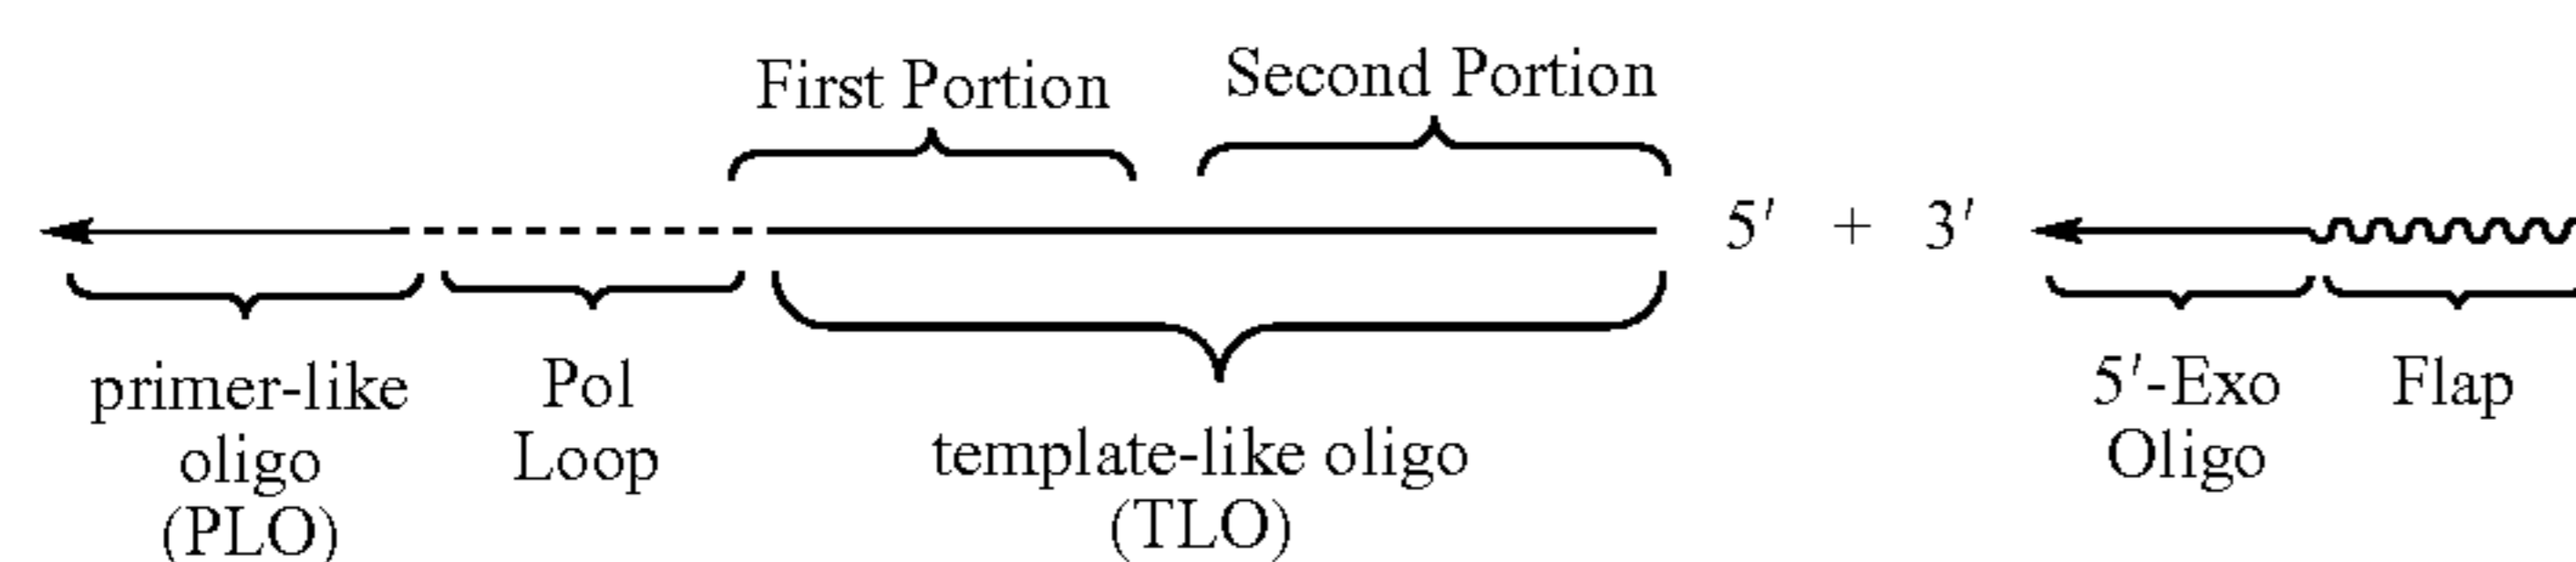 First Portion
Second Portion
5′ + 3′
primer-like
oligo
(PLO)
Pol
Loop
template-like oligo
(TLO)
5′-Exo
Oligo
Flap